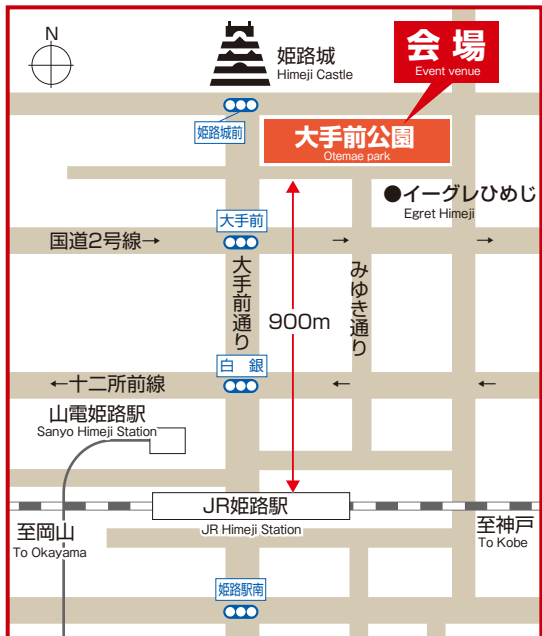 N
姫路城
Himeji Castle
会場
Event venue
姫路城前
大手前公園
Otemae park
●イーグレひめじ
Egret Himeji
大手前
国道2号線→
→
→
大手前通り
みゆき通り
900m
白銀
←十二所前線
←
←
山電姫路駅
Sanyo Himeji Station
JR姫路駅
JR Himeji Station
至岡山
To Okayama
至神戸
To Kobe
姫路駅南